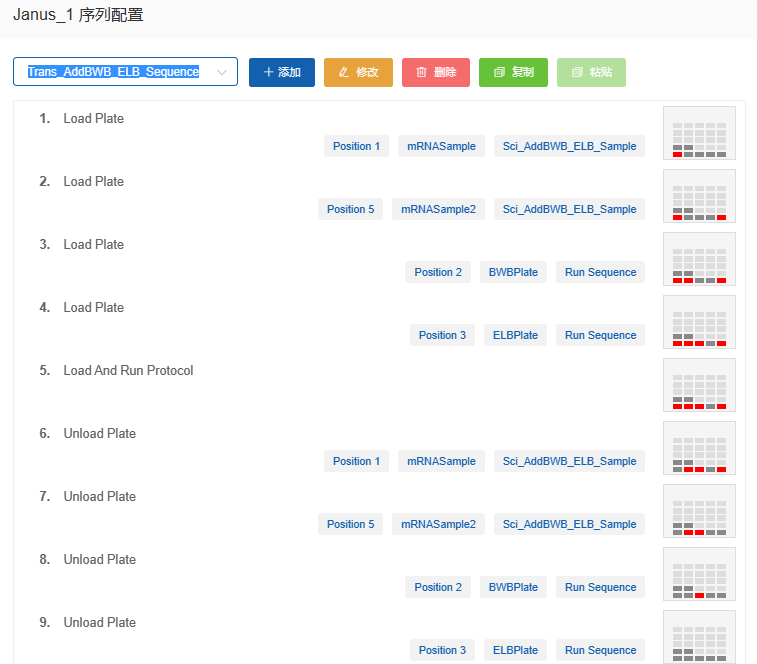 Janus_1 序列配置
Trans_AddBWB_ELB_Sequence 添加 修改 删除 复制 粘贴
1. Load Plate
Position 1 mRNASample Sci_AddBWB_ELB_Sample
2. Load Plate
Position 5 mRNASample2 Sci_AddBWB_ELB_Sample
3. Load Plate
Position 2 BWBPlate Run Sequence
4. Load Plate
Position 3 ELBPlate Run Sequence
5. Load And Run Protocol
6. Unload Plate
Position 1 mRNASample Sci_AddBWB_ELB_Sample
7. Unload Plate
Position 5 mRNASample2 Sci_AddBWB_ELB_Sample
8. Unload Plate
Position 2 BWBPlate Run Sequence
9. Unload Plate
Position 3 ELBPlate Run Sequence